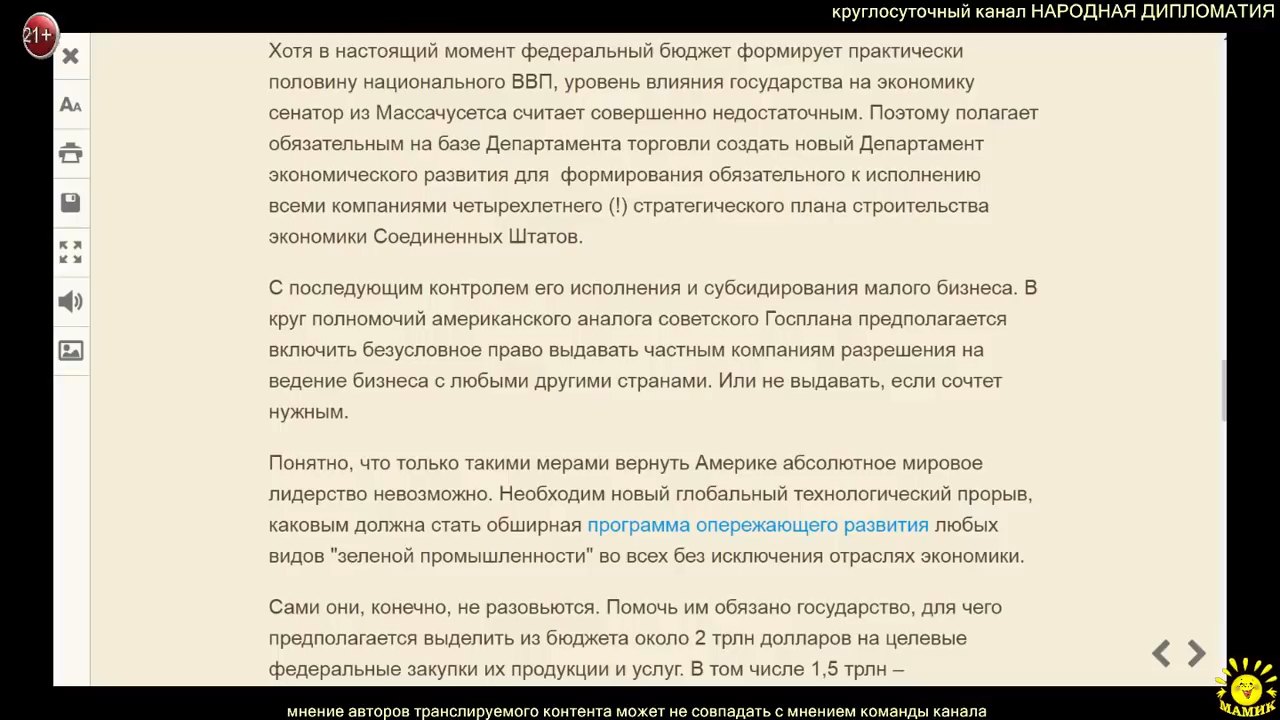 круглосуточный канал НАРОДНАЯ ДИПЛОМАТИЯ
21+
Хотя в настоящий момент федеральный бюджет формирует практически
половину национального ВВП, уровень влияния государства на экономику
сенатор из Массачусетса считает совершенно недостаточным. Поэтому полагает
обязательным на базе Департамента торговли создать новый Департамент
экономического развития для формирования обязательного к исполнению
всеми компаниями четырехлетнего (!) стратегического плана строительства
экономики Соединенных Штатов.
С последующим контролем его исполнения и субсидирования малого бизнеса. В
круг полномочий американского аналога советского Госплана предполагается
включить безусловное право выдавать частным компаниям разрешения на
ведение бизнеса с любыми другими странами. Или не выдавать, если сочтет
нужным.
Понятно, что только такими мерами вернуть Америке абсолютное мировое
лидерство невозможно. Необходим новый глобальный технологический прорыв,
каковым должна стать обширная программа опережающего развития любых
видов "зеленой промышленности" во всех без исключения отраслях экономики.
Сами они, конечно, не разовьются. Помочь им обязано государство, для чего
предполагается выделить из бюджета около 2 трлн долларов на целевые
федеральные закупки их продукции и услуг. В том числе 1,5 трлн –
AA
МАМИК
мнение авторов транслируемого контента может не совпадать с мнением команды канала